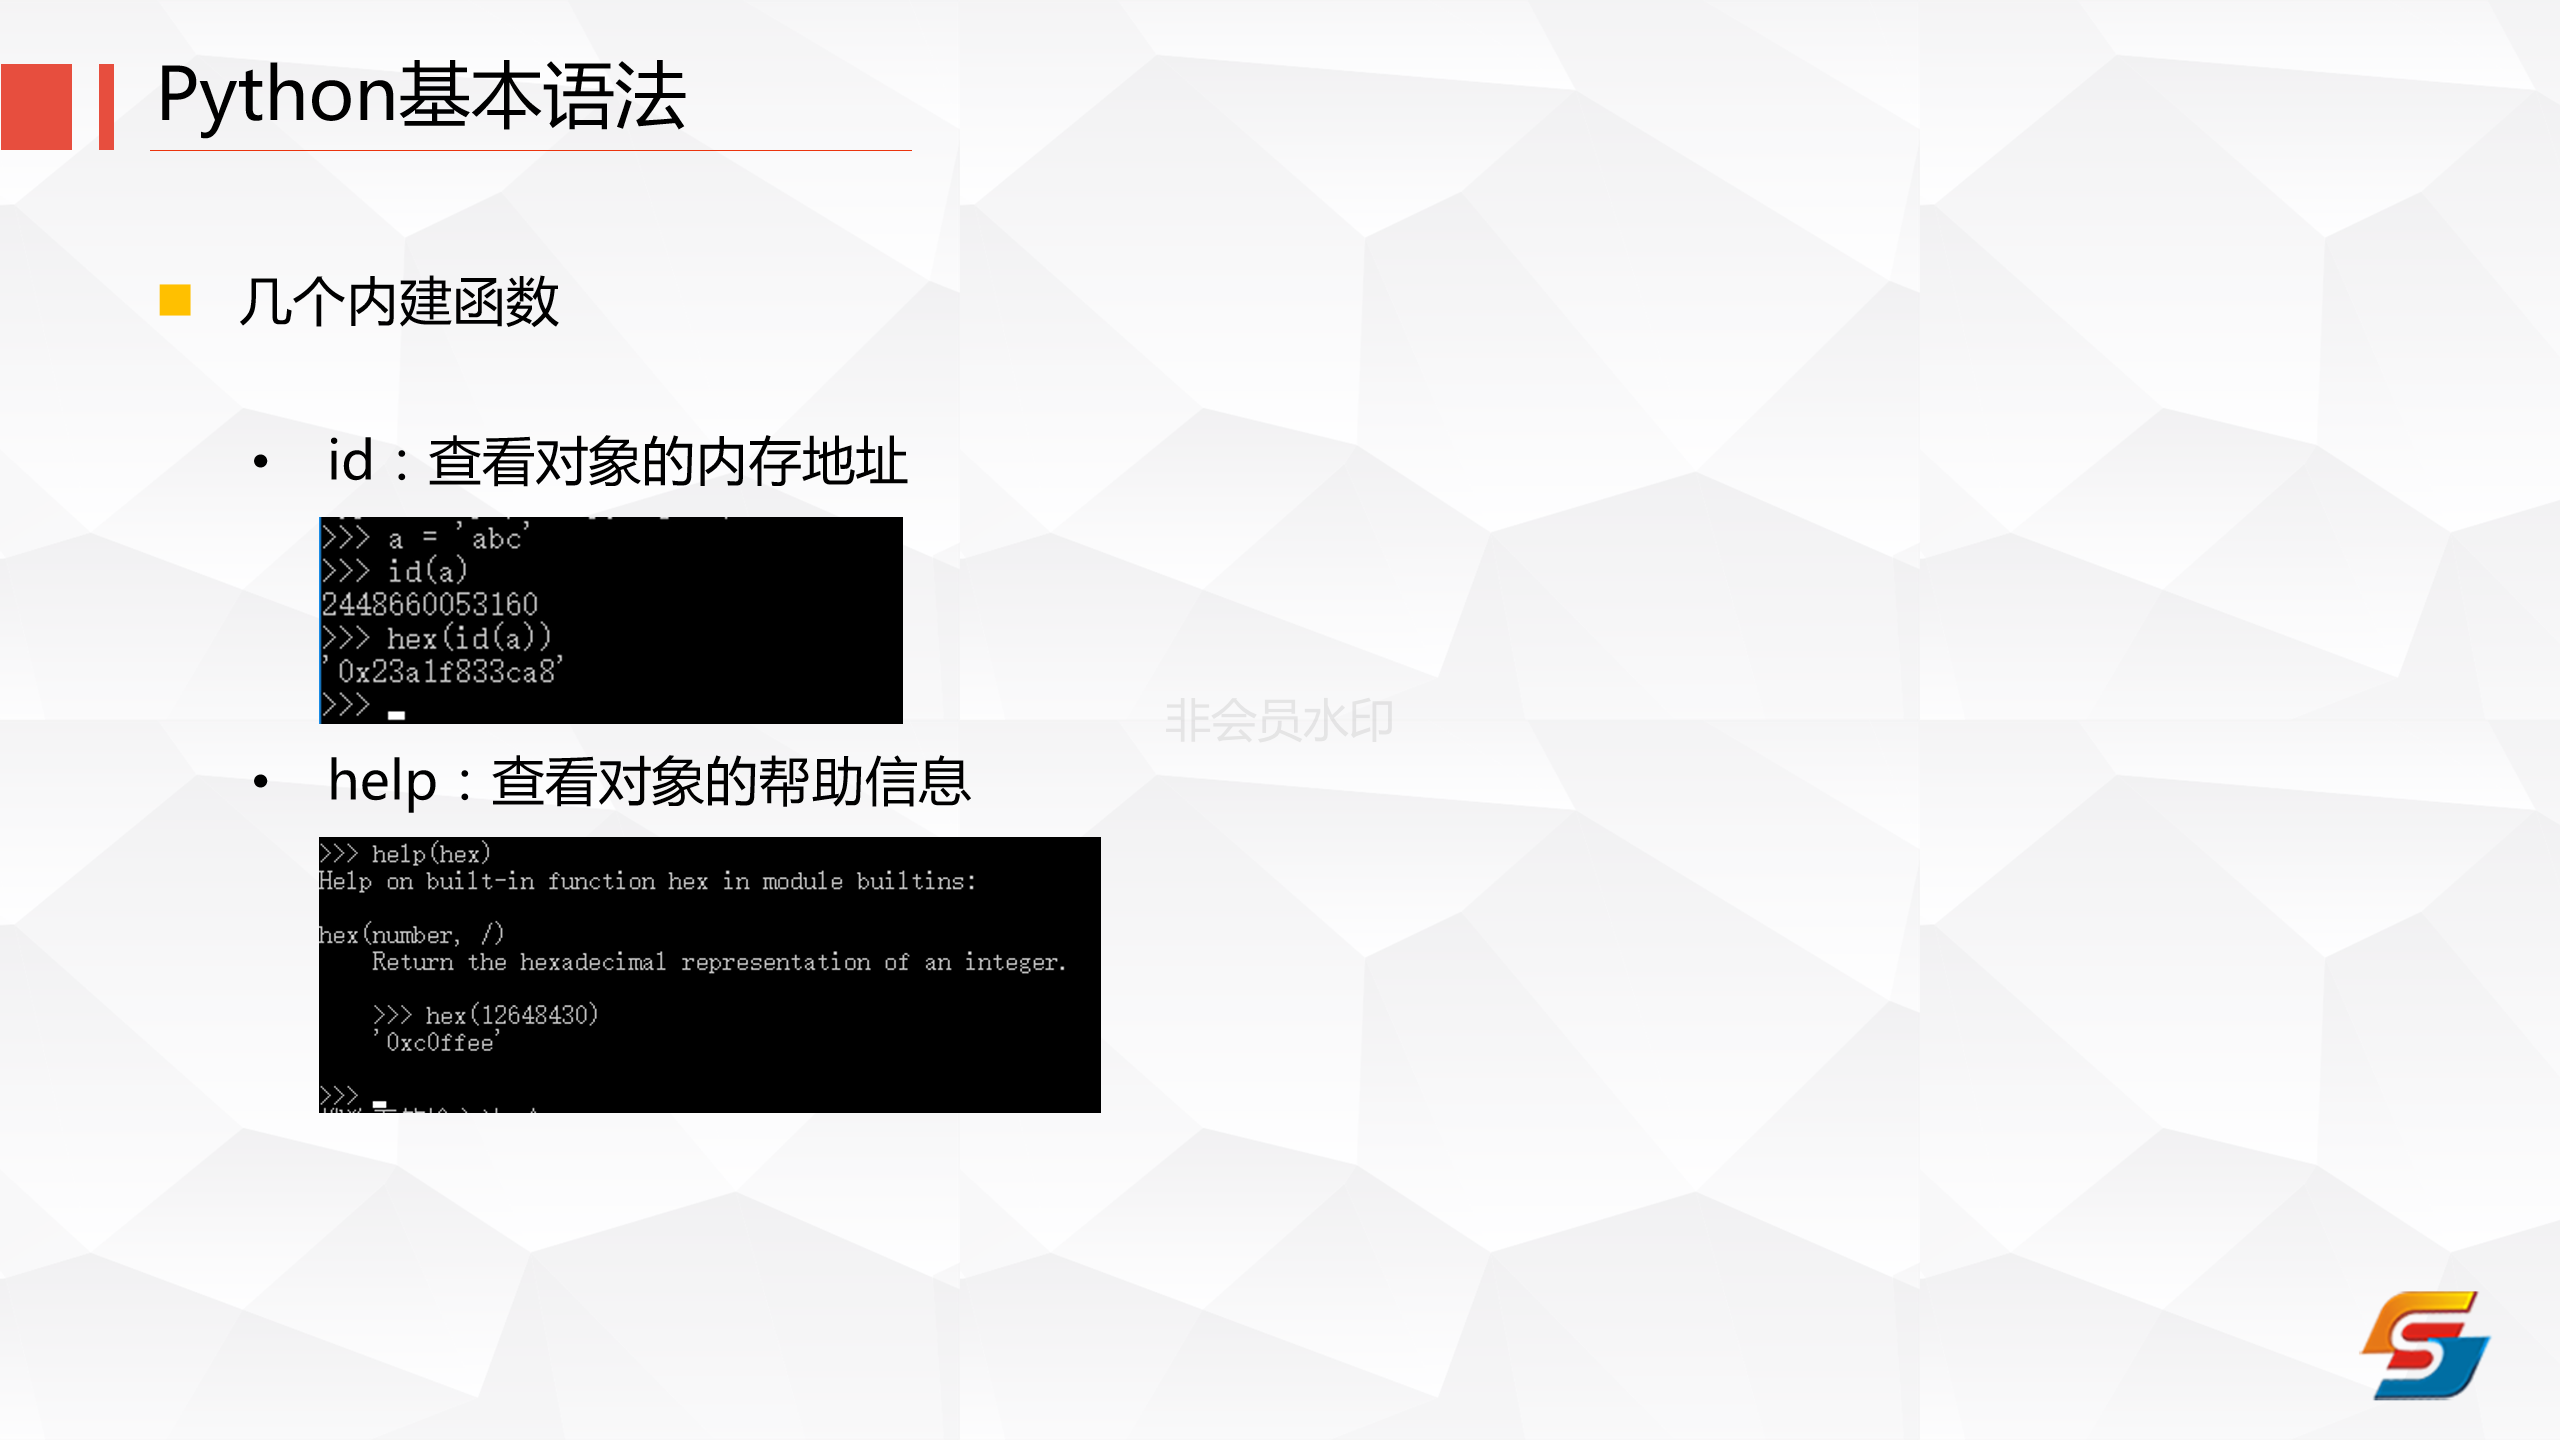 Python基本语法
几个内建函数
• id：查看对象的内存地址
>>> a = 'abc'
>>> id(a)
2448660053160
>>> hex(id(a))
'0x23a1f833ca8'
>>> _
非会员水印
• help：查看对象的帮助信息
>>> help(hex)
Help on built-in function hex in module builtins:
hex(number, /)
Return the hexadecimal representation of an integer.
>>> hex(12648430)
'0xc0ffee'
>>> _